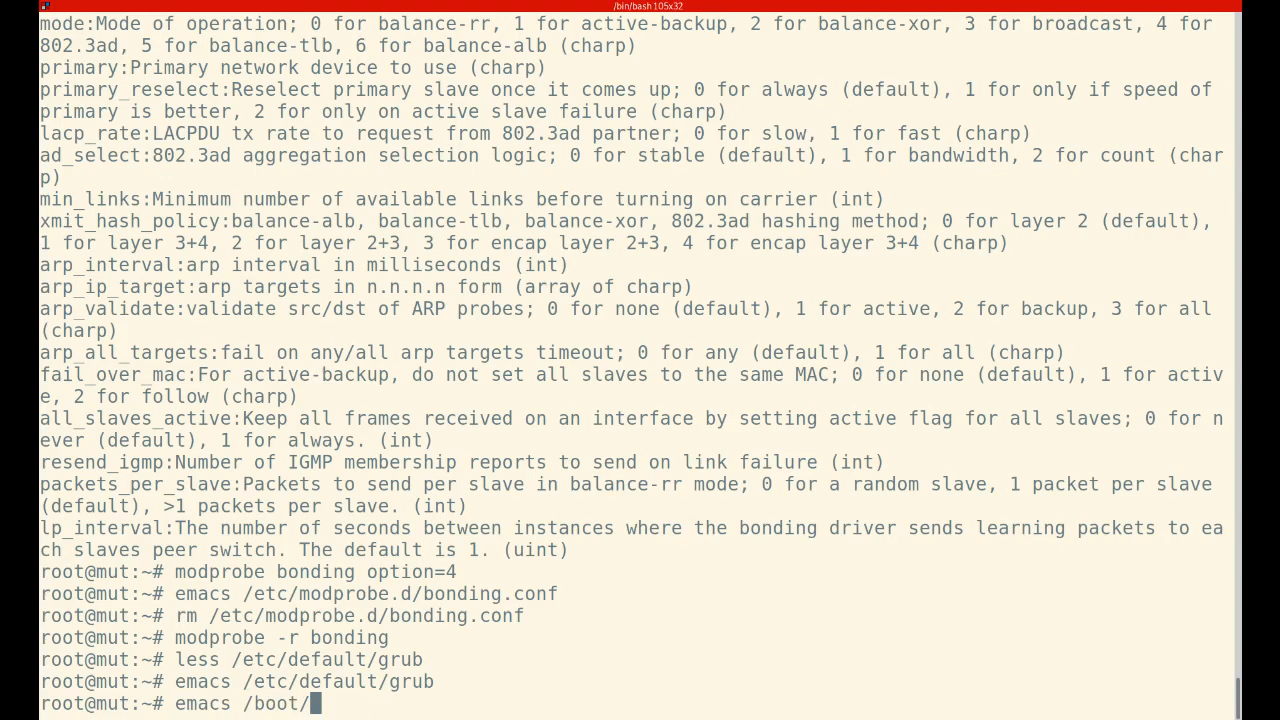 /bin/bash 105x32
mode:Mode of operation; 0 for balance-rr, 1 for active-backup, 2 for balance-xor, 3 for broadcast, 4 for
802.3ad, 5 for balance-tlb, 6 for balance-alb (charp)
primary:Primary network device to use (charp)
primary_reselect:Reselect primary slave once it comes up; 0 for always (default), 1 for only if speed of
primary is better, 2 for only on active slave failure (charp)
lacp_rate:LACPDU tx rate to request from 802.3ad partner; 0 for slow, 1 for fast (charp)
ad_select:802.3ad aggregation selection logic; 0 for stable (default), 1 for bandwidth, 2 for count (char
p)
min_links:Minimum number of available links before turning on carrier (int)
xmit_hash_policy:balance-alb, balance-tlb, balance-xor, 802.3ad hashing method; 0 for layer 2 (default),
1 for layer 3+4, 2 for layer 2+3, 3 for encap layer 2+3, 4 for encap layer 3+4 (charp)
arp_interval:arp interval in milliseconds (int)
arp_ip_target:arp targets in n.n.n.n form (array of charp)
arp_validate:validate src/dst of ARP probes; 0 for none (default), 1 for active, 2 for backup, 3 for all
(charp)
arp_all_targets:fail on any/all arp targets timeout; 0 for any (default), 1 for all (charp)
fail_over_mac:For active-backup, do not set all slaves to the same MAC; 0 for none (default), 1 for activ
e, 2 for follow (charp)
all_slaves_active:Keep all frames received on an interface by setting active flag for all slaves; 0 for n
ever (default), 1 for always. (int)
resend_igmp:Number of IGMP membership reports to send on link failure (int)
packets_per_slave:Packets to send per slave in balance-rr mode; 0 for a random slave, 1 packet per slave
(default), >1 packets per slave. (int)
lp_interval:The number of seconds between instances where the bonding driver sends learning packets to ea
ch slaves peer switch. The default is 1. (uint)
root@mut:~# modprobe bonding option=4
root@mut:~# emacs /etc/modprobe.d/bonding.conf
root@mut:~# rm /etc/modprobe.d/bonding.conf
root@mut:~# modprobe -r bonding
root@mut:~# less /etc/default/grub
root@mut:~# emacs /etc/default/grub
root@mut:~# emacs /boot/